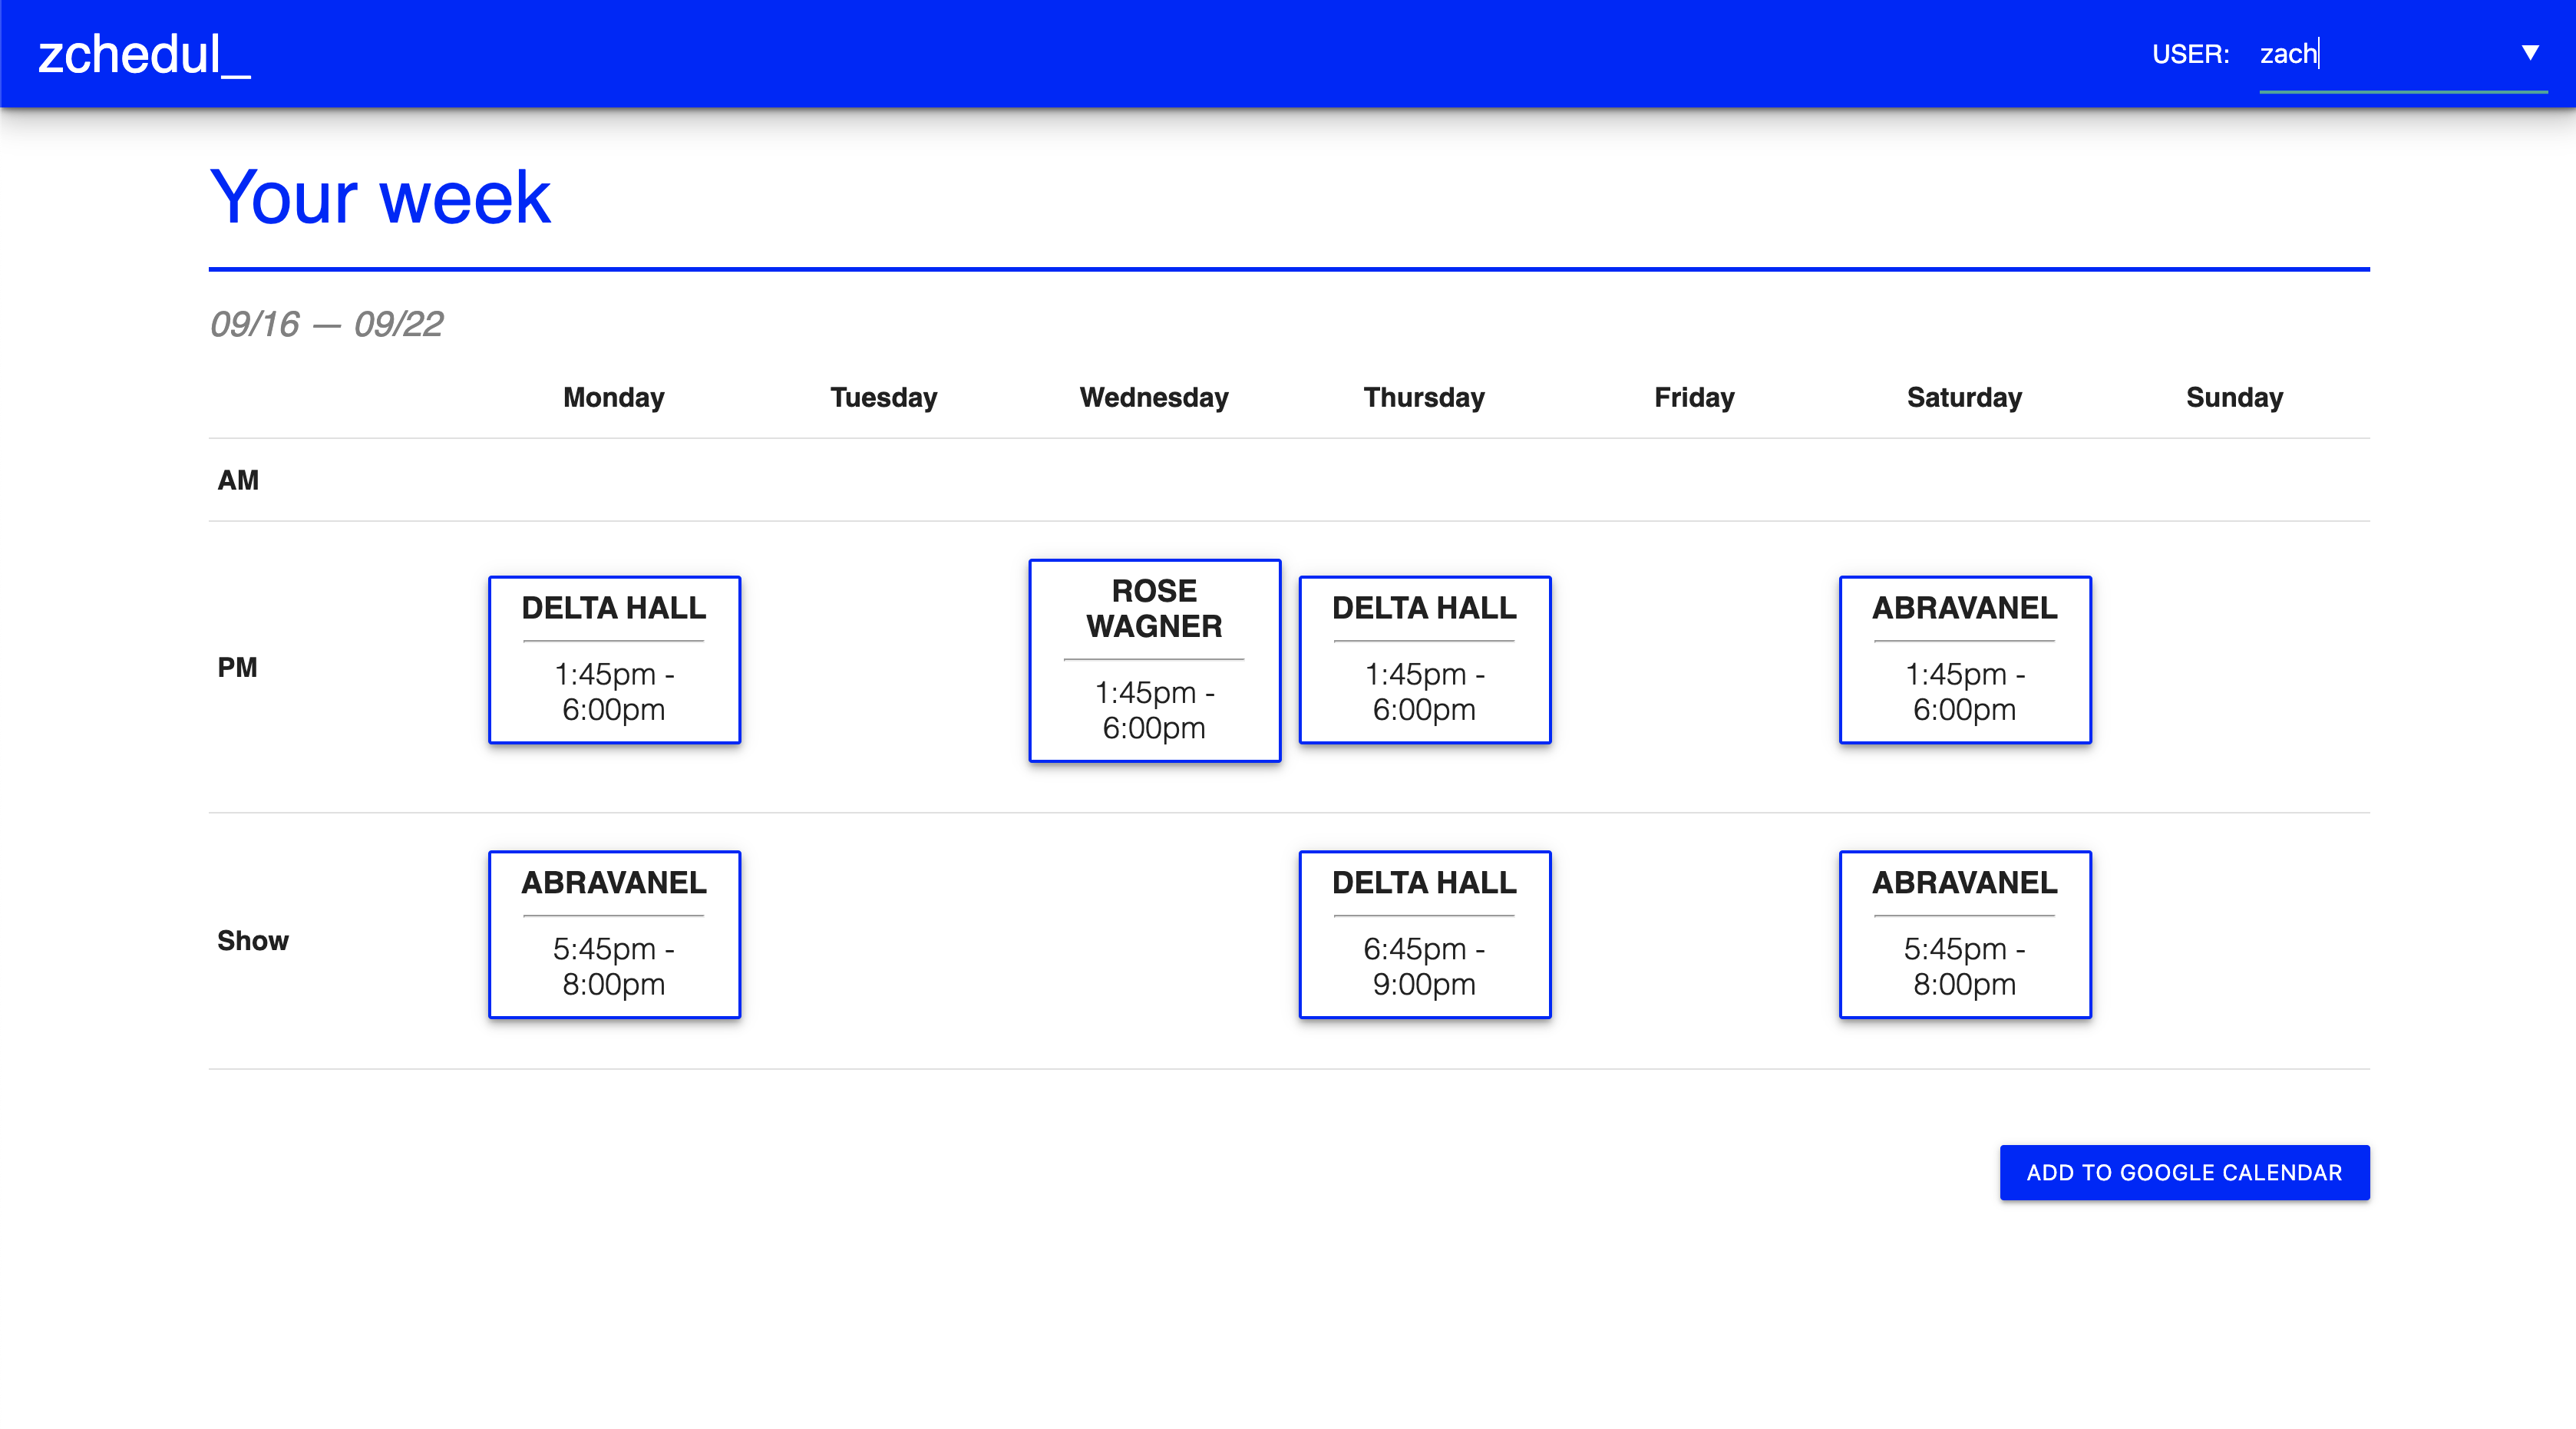 zchedul_
USER: zach
Your week
09/16 — 09/22
Monday Tuesday Wednesday Thursday Friday Saturday Sunday
AM
PM
DELTA HALL
1:45pm -
6:00pm
ROSE
WAGNER
1:45pm -
6:00pm
DELTA HALL
1:45pm -
6:00pm
ABRAVANEL
1:45pm -
6:00pm
Show
ABRAVANEL
5:45pm -
8:00pm
DELTA HALL
6:45pm -
9:00pm
ABRAVANEL
5:45pm -
8:00pm
ADD TO GOOGLE CALENDAR